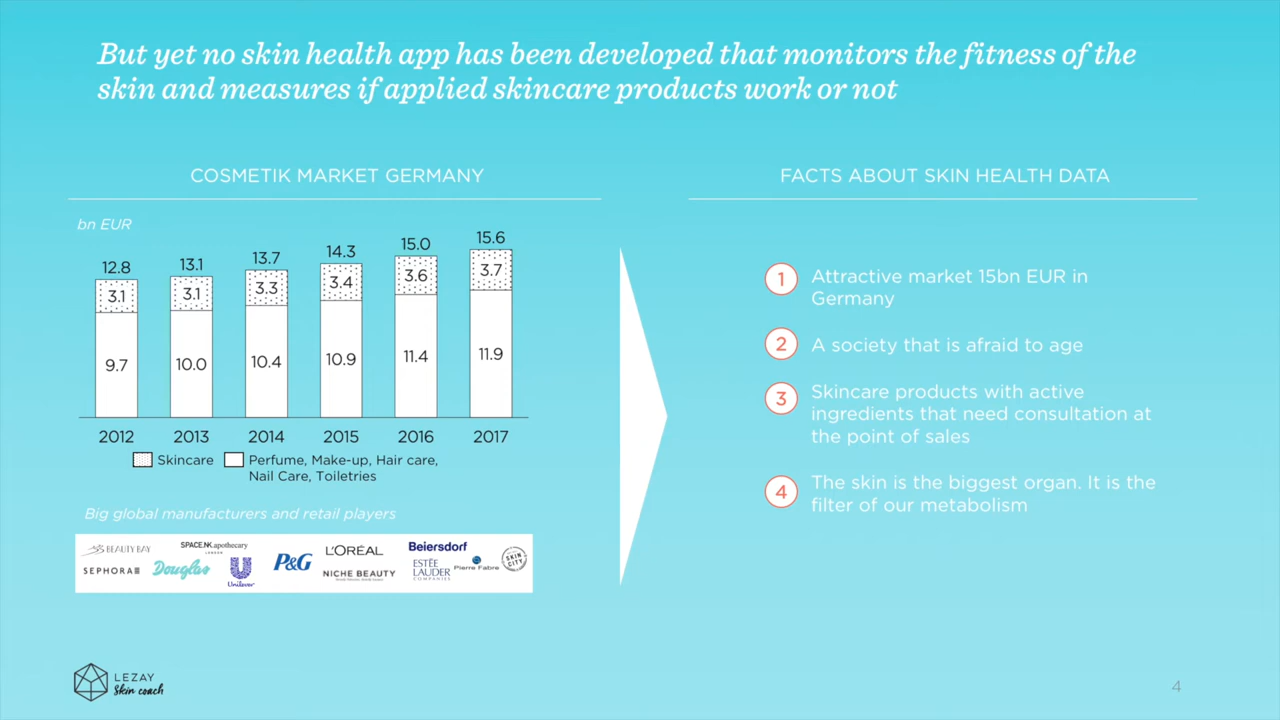 But yet no skin health app has been developed that monitors the fitness of the
skin and measures if applied skincare products work or not
COSMETIK MARKET GERMANY
bn EUR
12.8 13.1 13.7 14.3 15.0 15.6
3.1 3.1 3.3 3.4 3.6 3.7
9.7 10.0 10.4 10.9 11.4 11.9
2012 2013 2014 2015 2016 2017
Skincare
Perfume, Make-up, Hair care,
Nail Care, Toiletries
Big global manufacturers and retail players
BEAUTY BAY
SPACE.NK.apothecary
LONDON
SEPHORA
Douglas
Unilever
P&G
L'ORÉAL
NICHE BEAUTY
Beiersdorf
ESTĒE
LAUDER
COMPANIES
Pierre Fabre
SKIN
CITY
FACTS ABOUT SKIN HEALTH DATA
1 Attractive market 15bn EUR in
Germany
2 A society that is afraid to age
3 Skincare products with active
ingredients that need consultation at
the point of sales
4 The skin is the biggest organ. It is the
filter of our metabolism
LEZAY
Skin coach
4